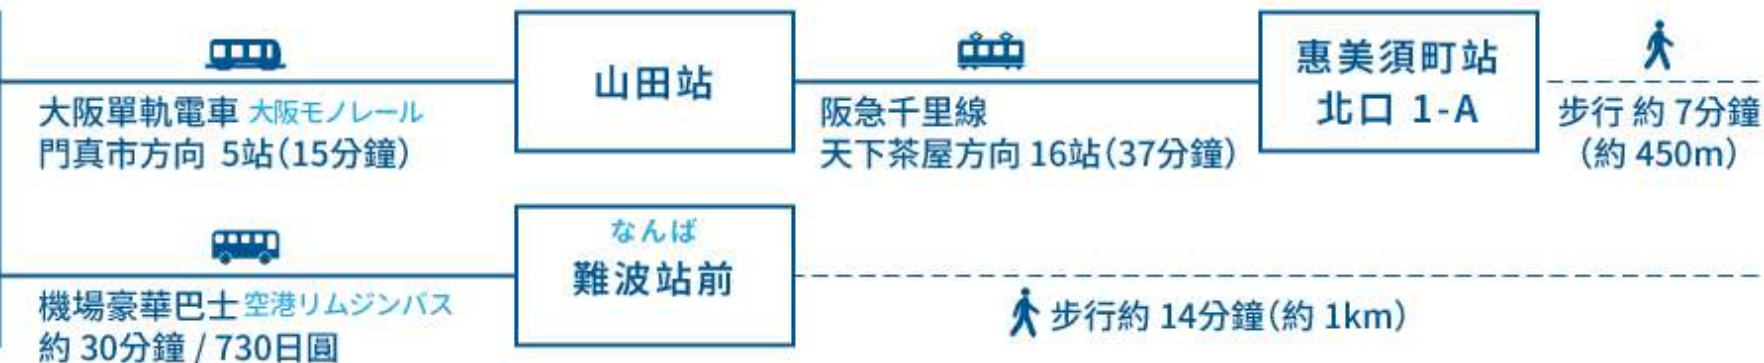 山田站
惠美須町站
北口 1-A
大阪單軌電車 大阪モノレール
門真市方向 5站(15分鐘)
阪急千里線
天下茶屋方向 16站(37分鐘)
步行 約 7分鐘
(約 450m)
なんば
難波站前
機場豪華巴士 空港リムジンバス
約 30分鐘 / 730日圓
步行約 14分鐘(約 1km)